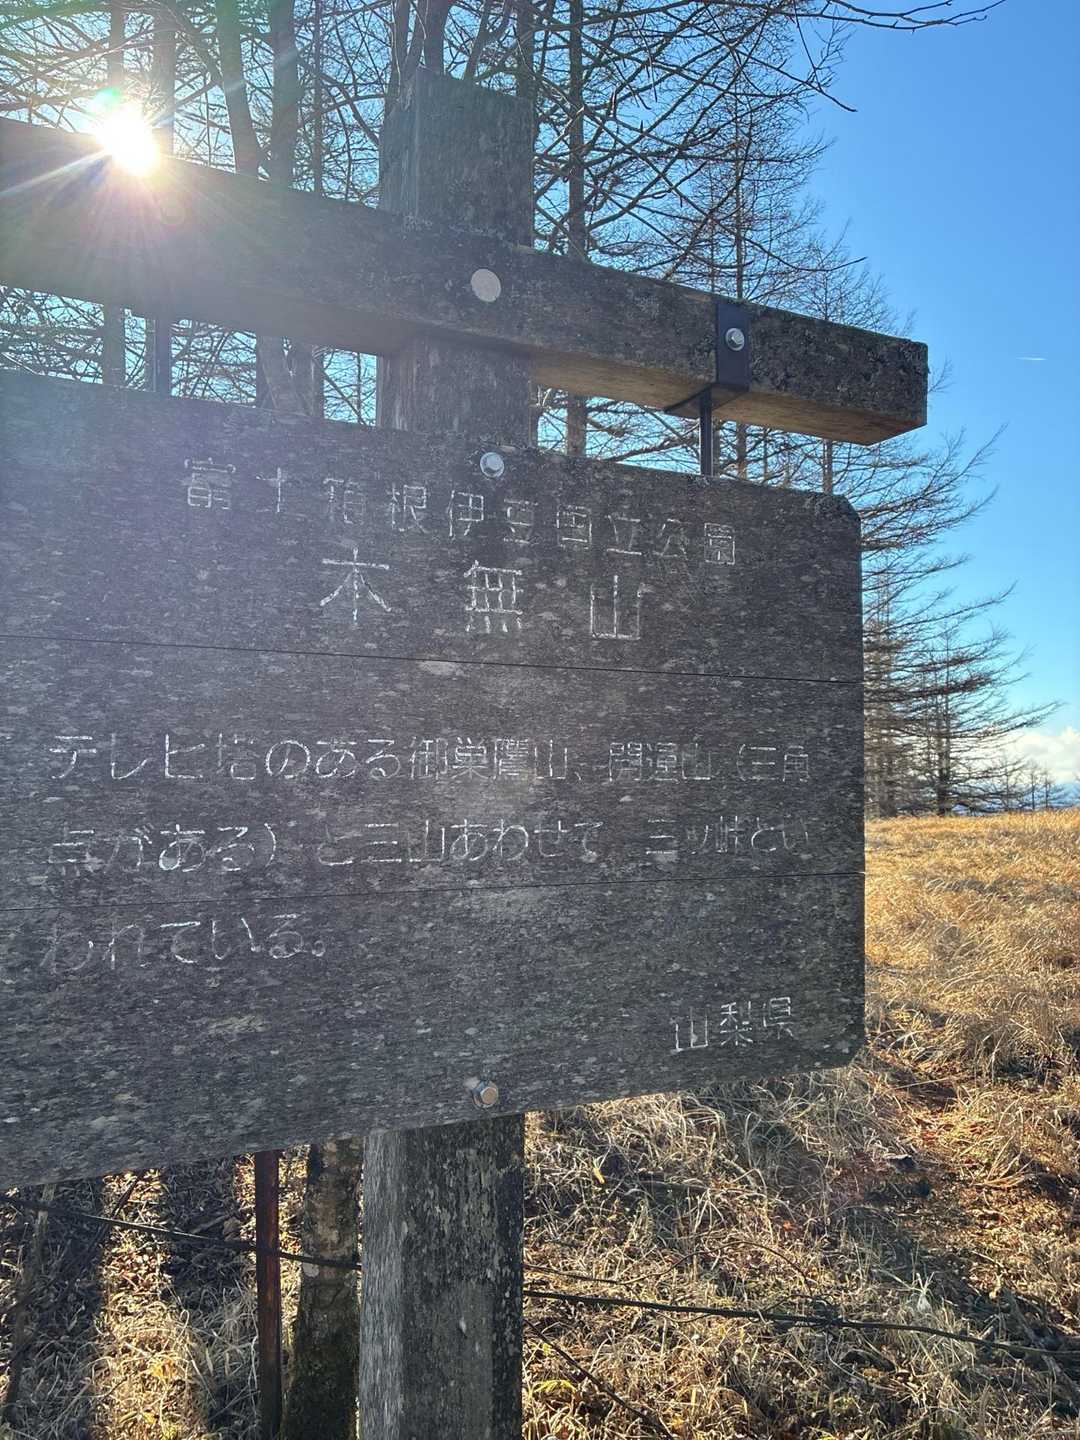 富士箱根伊豆国立公園
木無山
テレビ塔のある御巣鷹山、開運山(三角
点がある)と三山あわせて 三ッ峠とい
われている。
山梨県